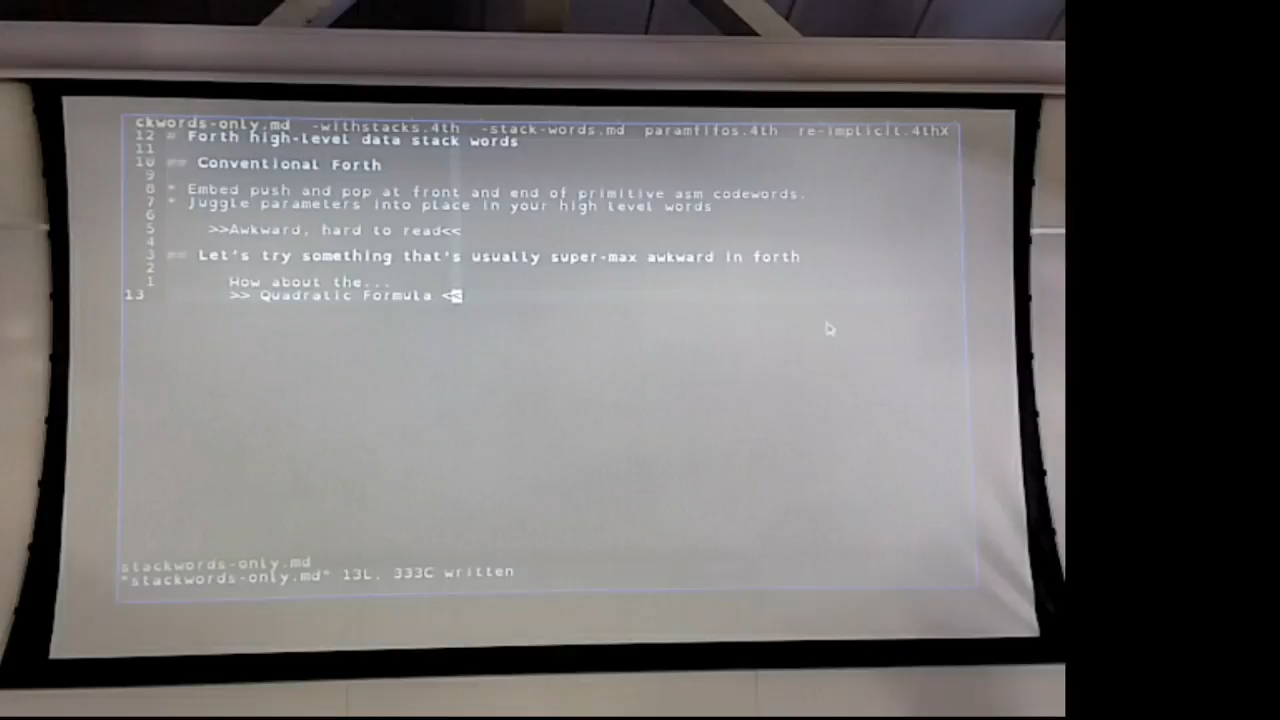 ckwords-only.md -withstacks.4th -stack-words.md paramfifos.4th re-implicit.4thX
12 # Forth high-level data stack words
11
10 ## Conventional Forth
9
8 * Embed push and pop at front and end of primitive asm codewords.
7 * Juggle parameters into place in your high level words
6
5 >>Awkward, hard to read<<
4
3 ## Let's try something that's usually super-max awkward in forth
2
1 How about the...
13 >> Quadratic Formula <<
stackwords-only.md
"stackwords-only.md" 13L, 333C written